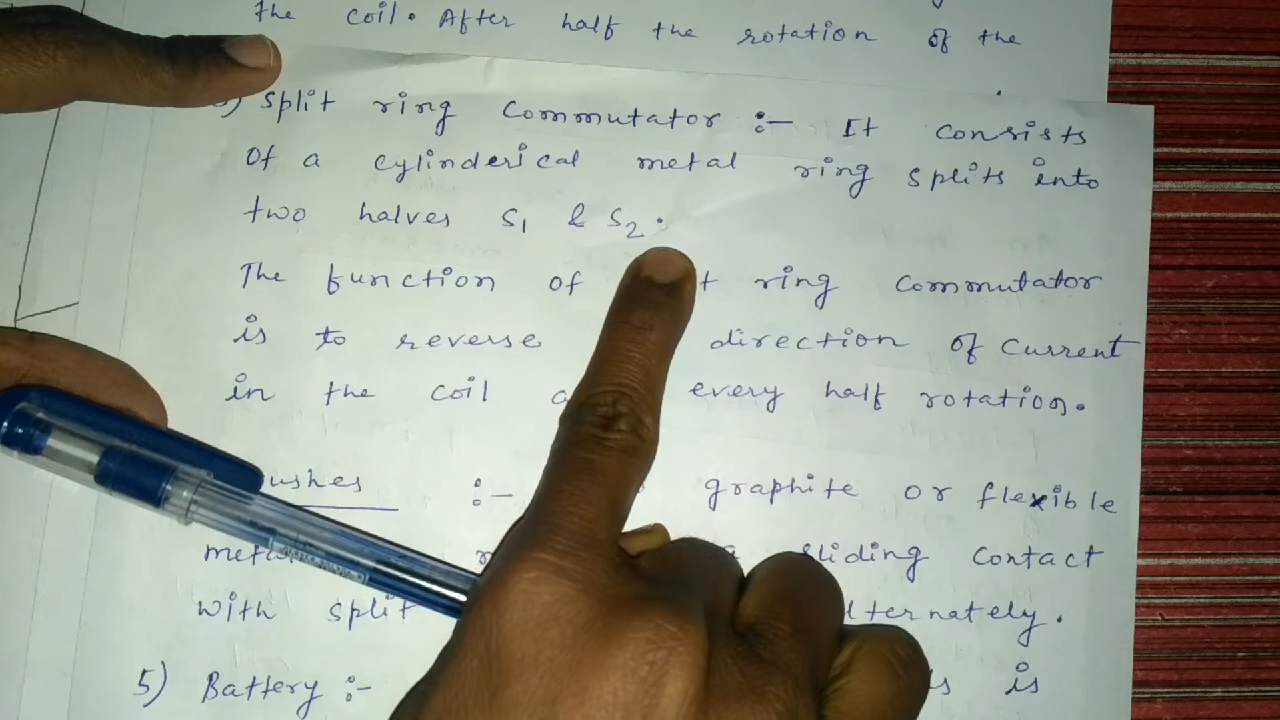 the coil. After half the rotation of the
) Split ring Commutator :- It consists
Of a cylinderical metal ring splits into
two halves S1 & S2.
The function of t ring commutator
is to reverse direction of current
in the coil a every half rotation.
ushes :- graphite or flexible
met sliding contact
with split lternately.
5) Battery :- s is